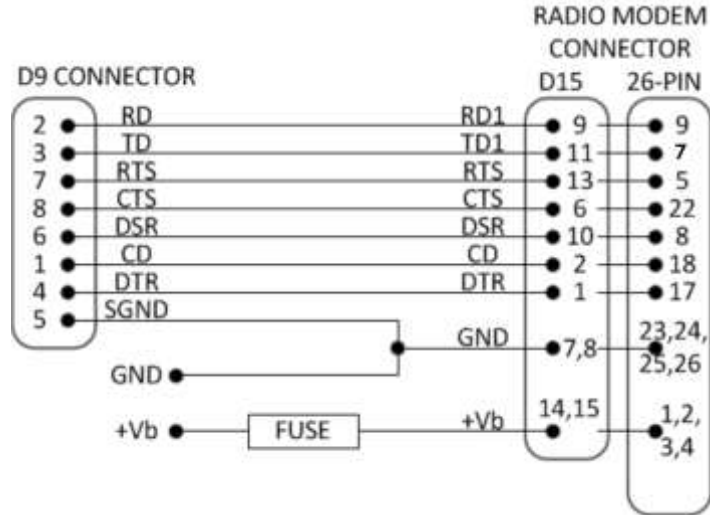 RADIO MODEM
CONNECTOR
D9 CONNECTOR D15 26-PIN
2 RD RD1 9 9
3 TD TD1 11 7
7 RTS RTS 13 5
8 CTS CTS 6 22
6 DSR DSR 10 8
1 CD CD 2 18
4 DTR DTR 1 17
5 SGND
GND 7,8 23,24,
25,26
GND
+Vb FUSE +Vb 14,15 1,2,
3,4